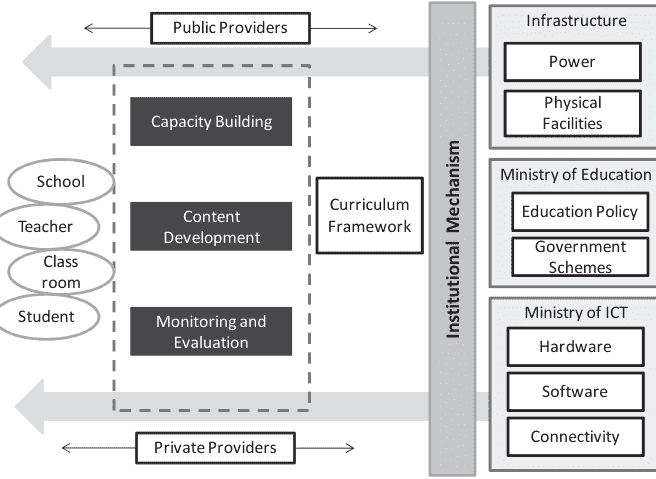 Public Providers
Infrastructure
Power
Physical
Facilities
Capacity Building
School
Teacher
Class
room
Student
Content
Development
Curriculum
Framework
Institutional Mechanism
Ministry of Education
Education Policy
Government
Schemes
Monitoring and
Evaluation
Ministry of ICT
Hardware
Software
Connectivity
Private Providers